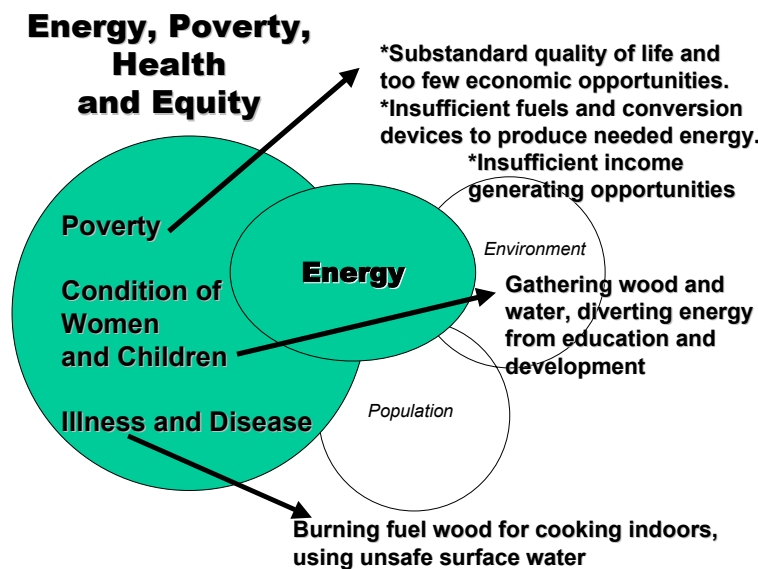 Energy, Poverty,
Health
and Equity
*Substandard quality of life and
too few economic opportunities.
*Insufficient fuels and conversion
devices to produce needed energy.
*Insufficient income
generating opportunities
Poverty
Energy
Environment
Condition of
Women
and Children
Gathering wood and
water, diverting energy
from education and
development
Illness and Disease
Population
Burning fuel wood for cooking indoors,
using unsafe surface water